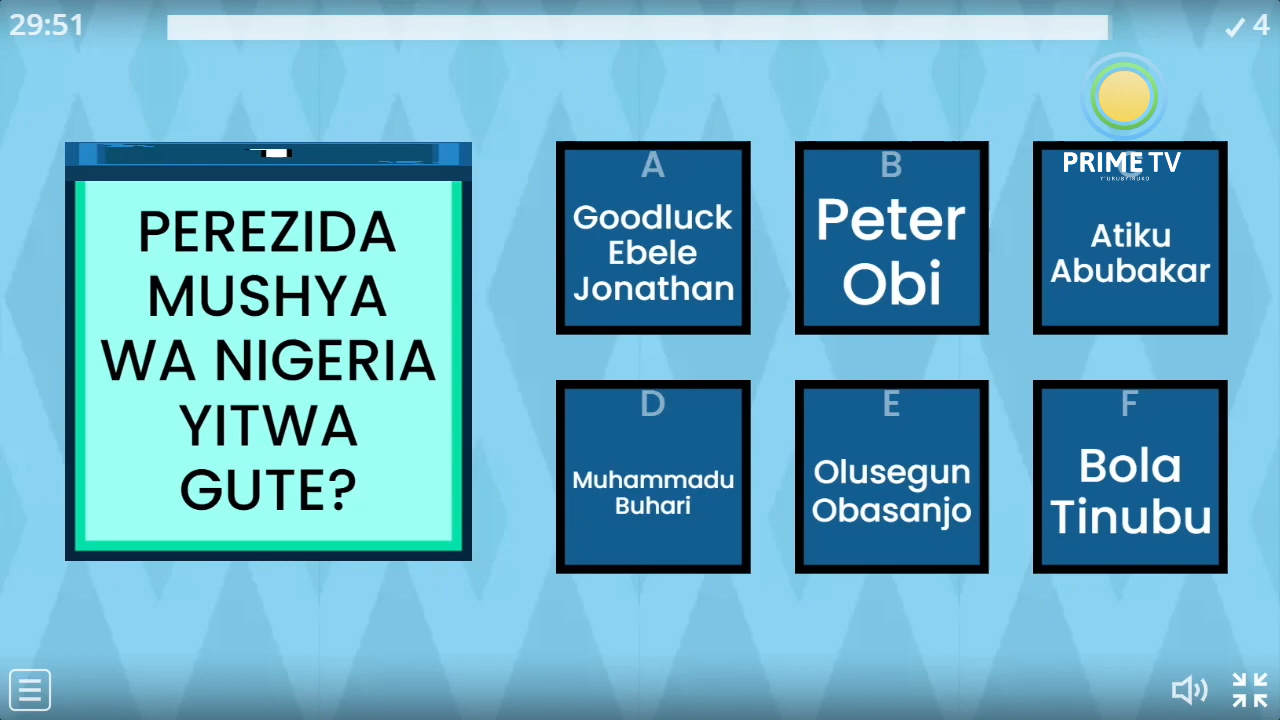 29:51
4
PEREZIDA
MUSHYA
WA NIGERIA
YITWA
GUTE?
A
Goodluck
Ebele
Jonathan
B
Peter
Obi
PRIME TV
Y'URUBYIRUKO
C
Atiku
Abubakar
D
Muhammadu
Buhari
E
Olusegun
Obasanjo
F
Bola
Tinubu